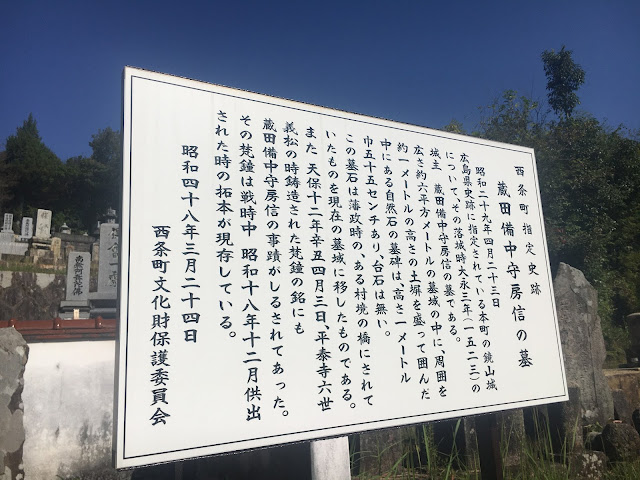 西条町指定史跡
蔵田備中守房信の墓
昭和二十九年四月二十三日
広島県史跡に指定されている本町の鏡山城
について、その落城時大永三年(一五二三)の
城主 蔵田備中守房信の墓である。
広さ約六平方メートルの墓域の中に、周囲を
約一メートルの高さの土塀を盛って囲んだ
中にある自然石の墓碑は、高さ一メートル
巾五十五センチあり、台石は無い。
この墓石は藩政時の、ある村境の橋にされて
いたものを現在の墓域に移したものである。
また 天保十二年辛丑四月三日、平泰寺六世
義松の時鋳造された梵鐘の銘にも
蔵田備中守房信の事蹟がしるされてあった。
その梵鐘は戦時中 昭和十八年十二月供出
された時の拓本が現存している。
昭和四十八年三月二十四日
西条町文化財保護委員会
南無阿弥陀佛